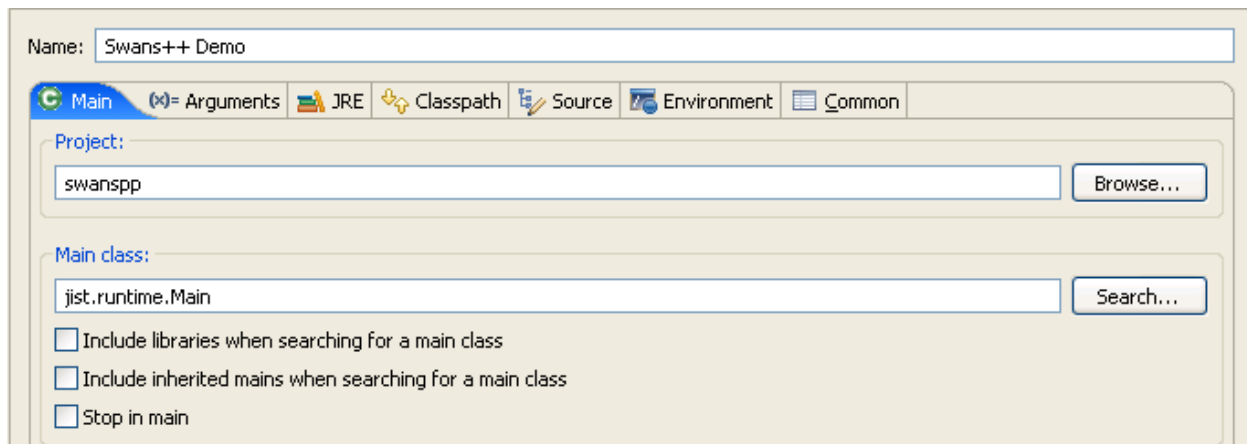 Name: Swans++ Demo
Main (x)= Arguments JRE Classpath Source Environment Common
Project:
swanspp Browse...
Main class:
jist.runtime.Main Search...
Include libraries when searching for a main class
Include inherited mains when searching for a main class
Stop in main